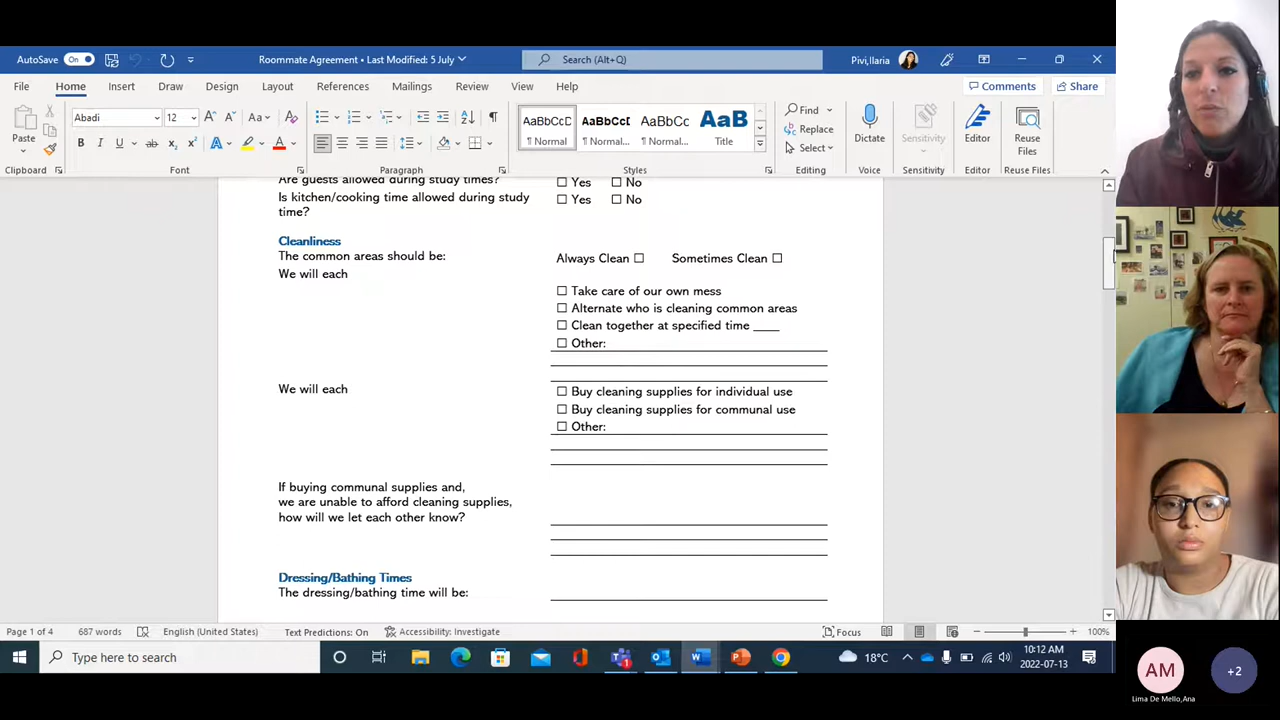 AutoSave On Roommate Agreement • Last Modified: 5 July Search (Alt+Q) Pivi,Ilaria
File Home Insert Draw Design Layout References Mailings Review View Help Comments Share
Paste
Clipboard
Abadi 12
Font
Paragraph
AaBbCcD AaBbCcD AaBbCc AaB
¶ Normal ¶ Normal... ¶ Normal... Title
Styles
Find
Replace
Select
Editing
Dictate
Voice
Sensitivity
Sensitivity
Editor
Editor
Reuse Files
Reuse Files
Are guests allowed during study times? ☐ Yes ☐ No
Is kitchen/cooking time allowed during study time? ☐ Yes ☐ No
Cleanliness
The common areas should be: Always Clean ☐ Sometimes Clean ☐
We will each
☐ Take care of our own mess
☐ Alternate who is cleaning common areas
☐ Clean together at specified time ____
☐ Other:
We will each ☐ Buy cleaning supplies for individual use
☐ Buy cleaning supplies for communal use
☐ Other:
If buying communal supplies and,
we are unable to afford cleaning supplies,
how will we let each other know?
Dressing/Bathing Times
The dressing/bathing time will be:
Page 1 of 4 687 words English (United States) Text Predictions: On Accessibility: Investigate Focus 100%
Type here to search 18°C 10:12 AM
2022-07-13
AM +2
Lima De Mello,Ana